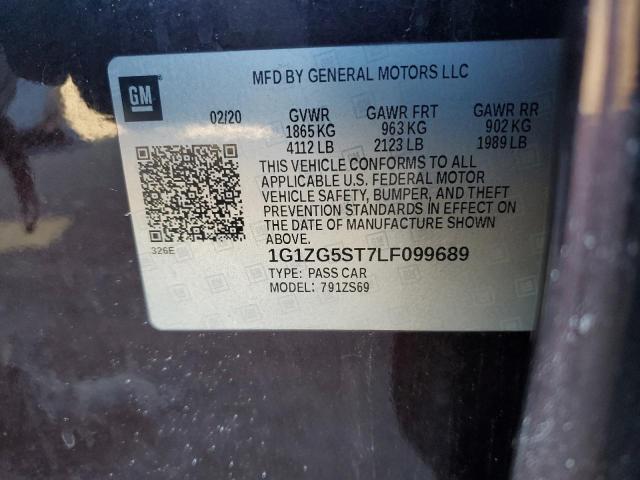 MFD BY GENERAL MOTORS LLC
GM
02/20 GVWR GAWR FRT GAWR RR
1865 KG 963 KG 902 KG
4112 LB 2123 LB 1989 LB
THIS VEHICLE CONFORMS TO ALL
APPLICABLE U.S. FEDERAL MOTOR
VEHICLE SAFETY, BUMPER, AND THEFT
PREVENTION STANDARDS IN EFFECT ON
THE DATE OF MANUFACTURE SHOWN
ABOVE.
326E
1G1ZG5ST7LF099689
TYPE: PASS CAR
MODEL: 791ZS69